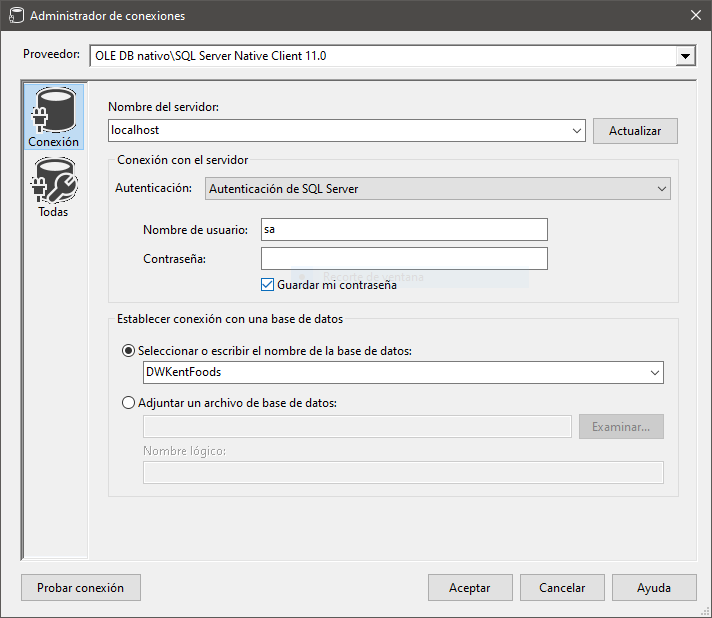 Administrador de conexiones
Proveedor: OLE DB nativo\SQL Server Native Client 11.0
Conexión
Todas
Nombre del servidor:
localhost
Actualizar
Conexión con el servidor
Autenticación: Autenticación de SQL Server
Nombre de usuario: sa
Contraseña:
Recorte de ventana
Guardar mi contraseña
Establecer conexión con una base de datos
Seleccionar o escribir el nombre de la base de datos:
DWKentFoods
Adjuntar un archivo de base de datos:
Examinar...
Nombre lógico:
Probar conexión
Aceptar
Cancelar
Ayuda